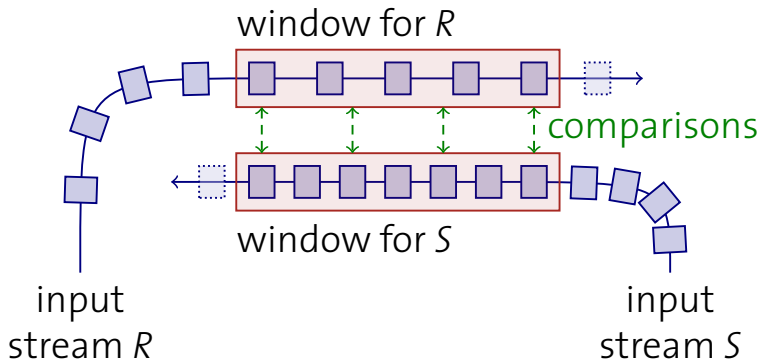 window for R
comparisons
window for S
input
stream R
input
stream S